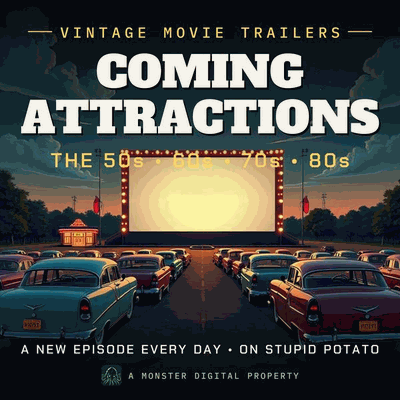 VINTAGE MOVIE TRAILERS
COMING
ATTRACTIONS
THE 50s • 60s • 70s • 80s
A NEW EPISODE EVERY DAY • ON STUPID POTATO
A MONSTER DIGITAL PROPERTY